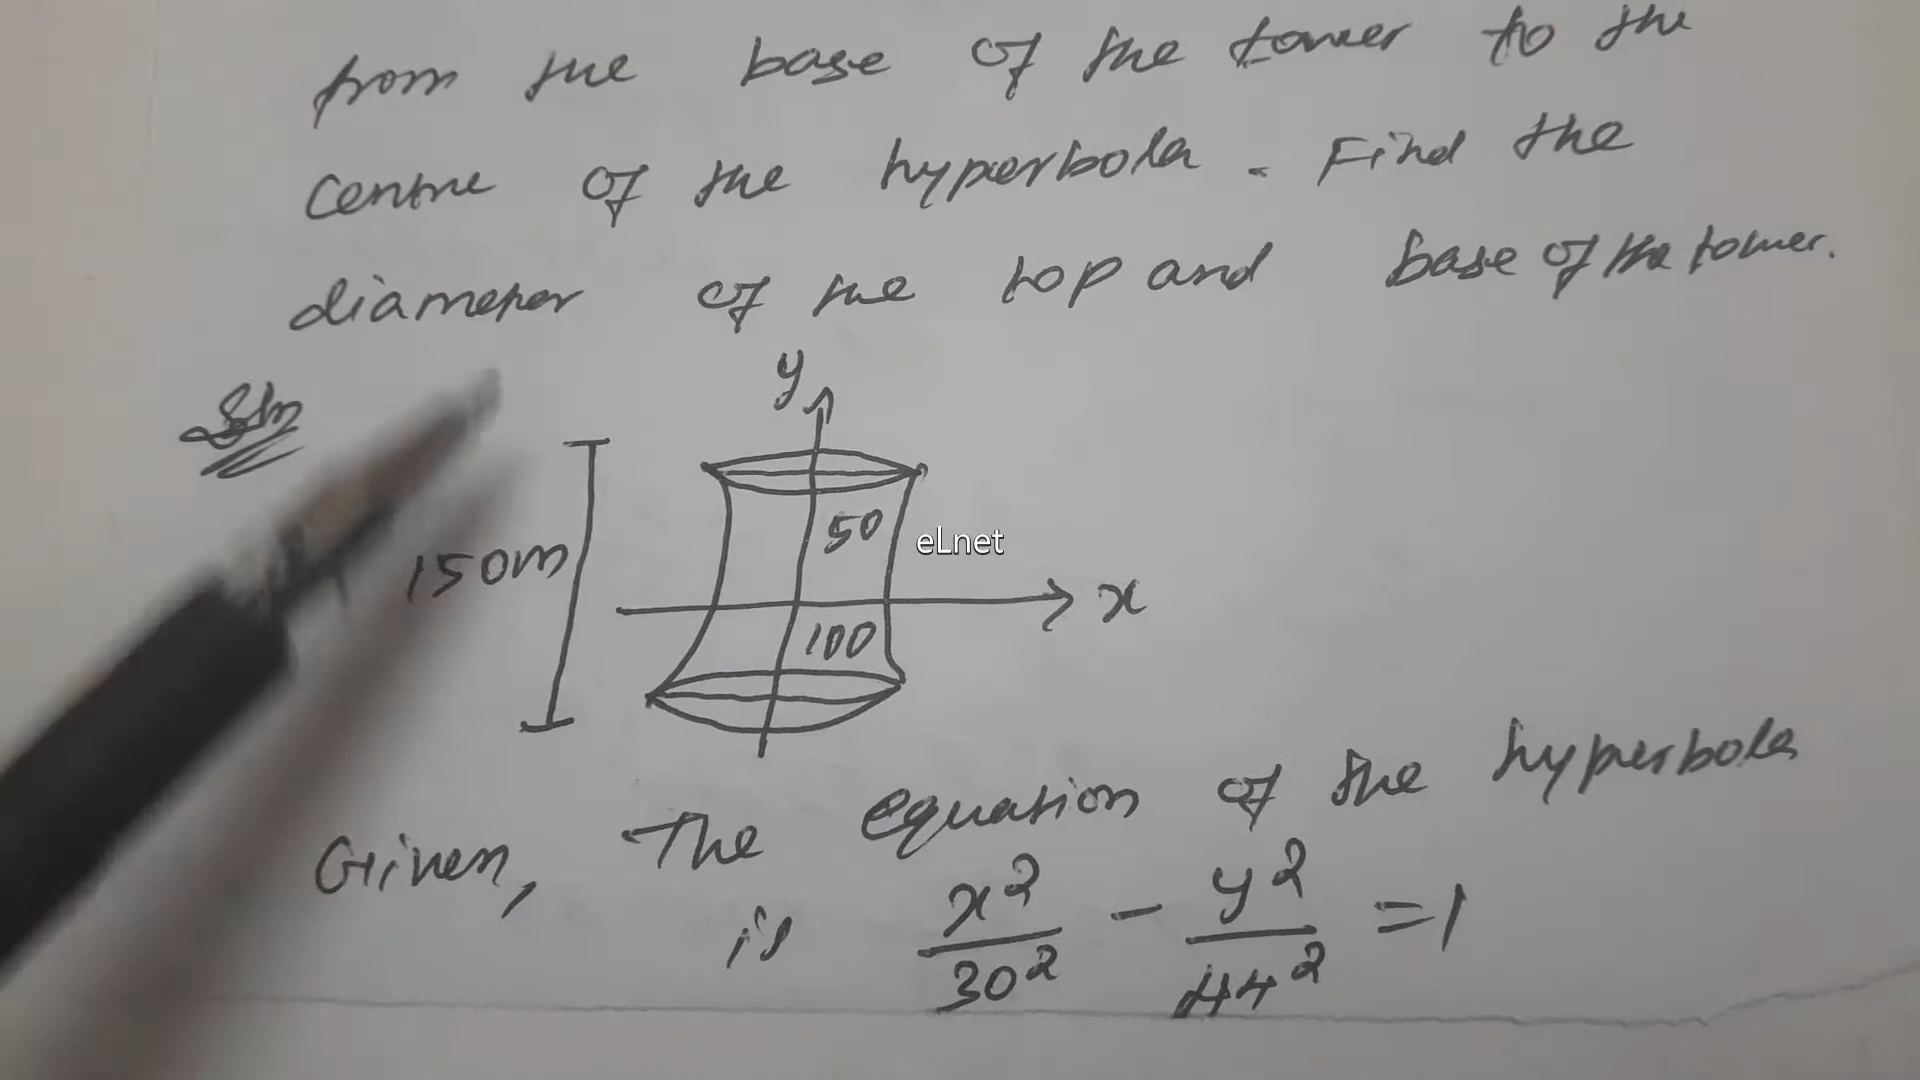 from the base of the tower to the
centre of the hyperbola. Find the
diameter of the top and base of the tower.
Soln
y
50
eLnet
150m
x
100
Given, The equation of the hyperbola
is x²/30² - y²/44² = 1